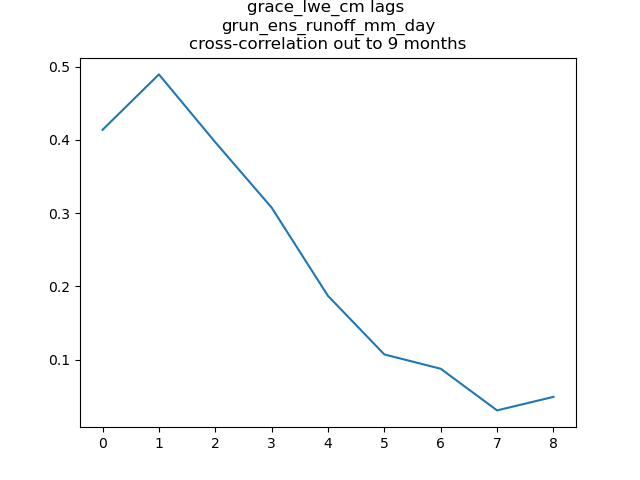 grace_lwe_cm lags
grun_ens_runoff_mm_day
cross-correlation out to 9 months
0.5
0.4
0.3
0.2
0.1
0 1 2 3 4 5 6 7 8